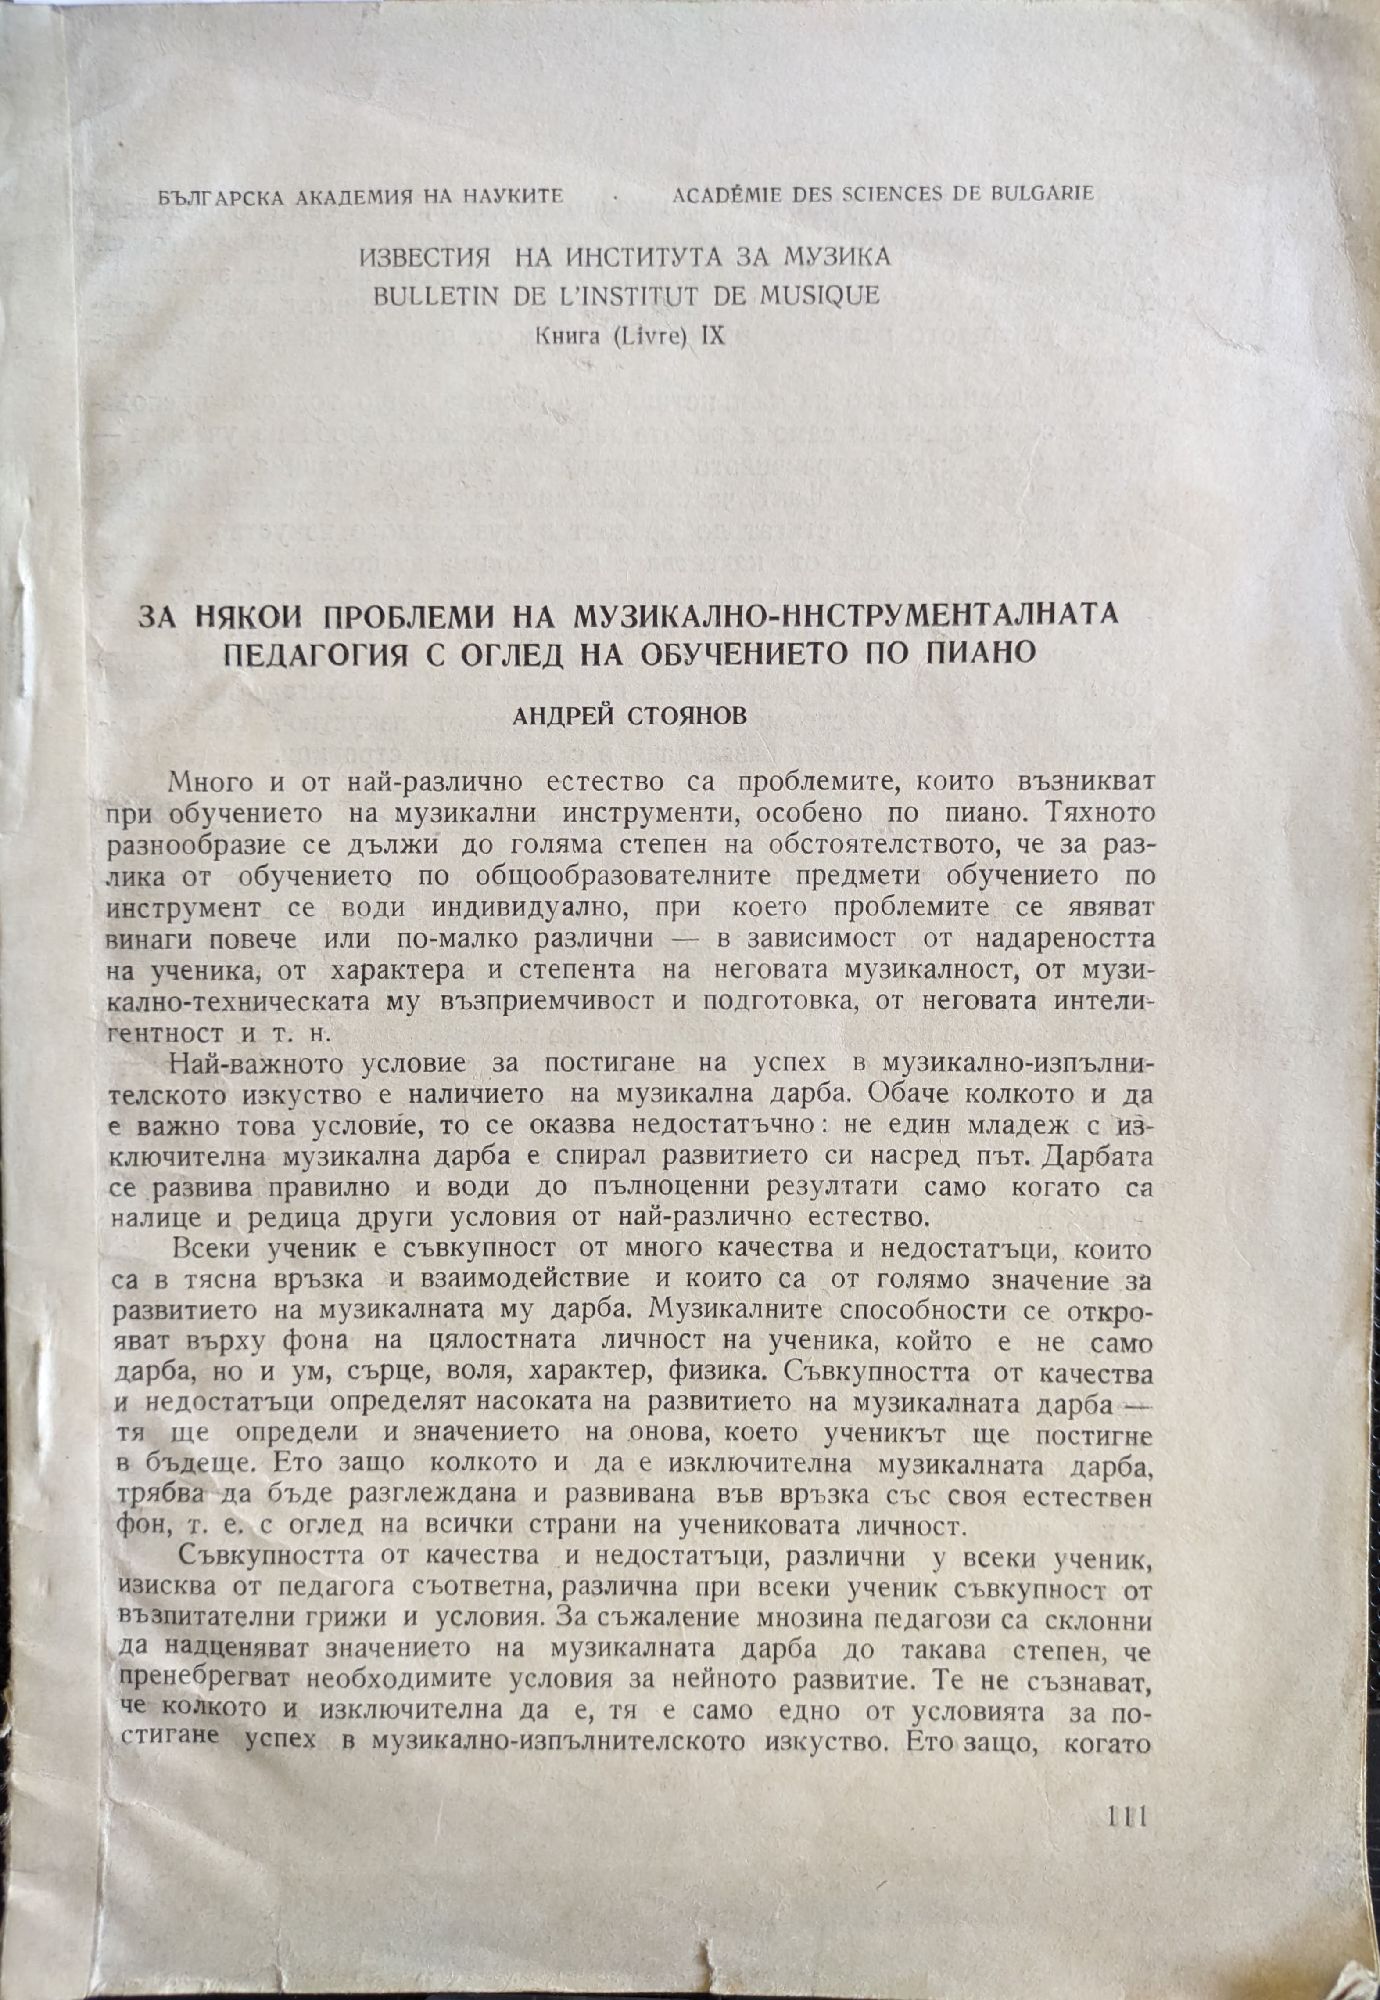 БЪЛГАРСКА АКАДЕМИЯ НА НАУКИТЕ · ACADÉMIE DES SCIENCES DE BULGARIE
ИЗВЕСТИЯ НА ИНСТИТУТА ЗА МУЗИКА
BULLETIN DE L'INSTITUT DE MUSIQUE
Книга (Livre) IX
ЗА НЯКОИ ПРОБЛЕМИ НА МУЗИКАЛНО-ННСТРУМЕНТАЛНАТА
ПЕДАГОГИЯ С ОГЛЕД НА ОБУЧЕНИЕТО ПО ПИАНО
АНДРЕЙ СТОЯНОВ
Много и от най-различно естество са проблемите, които възникват
при обучението на музикални инструменти, особено по пиано. Тяхното
разнообразие се дължи до голяма степен на обстоятелството, че за раз-
лика от обучението по общообразователните предмети обучението по
инструмент се води индивидуално, при което проблемите се явяват
винаги повече или по-малко различни — в зависимост от надареността
на ученика, от характера и степента на неговата музикалност, от музи-
кално-техническата му възприемчивост и подготовка, от неговата интели-
гентност и т. н.
Най-важното условие за постигане на успех в музикално-изпълни-
телското изкуство е наличието на музикална дарба. Обаче колкото и да
е важно това условие, то се оказва недостатъчно: не един младеж с из-
ключителна музикална дарба е спирал развитието си насред път. Дарбата
се развива правилно и води до пълноценни резултати само когато са
налице и редица други условия от най-различно естество.
Всеки ученик е съвкупност от много качества и недостатъци, които
са в тясна връзка и взаимодействие и които са от голямо значение за
развитието на музикалната му дарба. Музикалните способности се откро-
яват върху фона на цялостната личност на ученика, който е не само
дарба, но и ум, сърце, воля, характер, физика. Съвкупността от качества
и недостатъци определят насоката на развитието на музикалната дарба —
тя ще определи и значението на онова, което ученикът ще постигне
в бъдеще. Ето защо колкото и да е изключителна музикалната дарба,
трябва да бъде разглеждана и развивана във връзка със своя естествен
фон, т. е. с оглед на всички страни на учениковата личност.
Съвкупността от качества и недостатъци, различни у всеки ученик,
изисква от педагога съответна, различна при всеки ученик съвкупност от
възпитателни грижи и условия. За съжаление мнозина педагози са склонни
да надценяват значението на музикалната дарба до такава степен, че
пренебрегват необходимите условия за нейното развитие. Те не съзнават,
че колкото и изключителна да е, тя е само едно от условията за по-
стигане успех в музикално-изпълнителското изкуство. Ето защо, когато
111